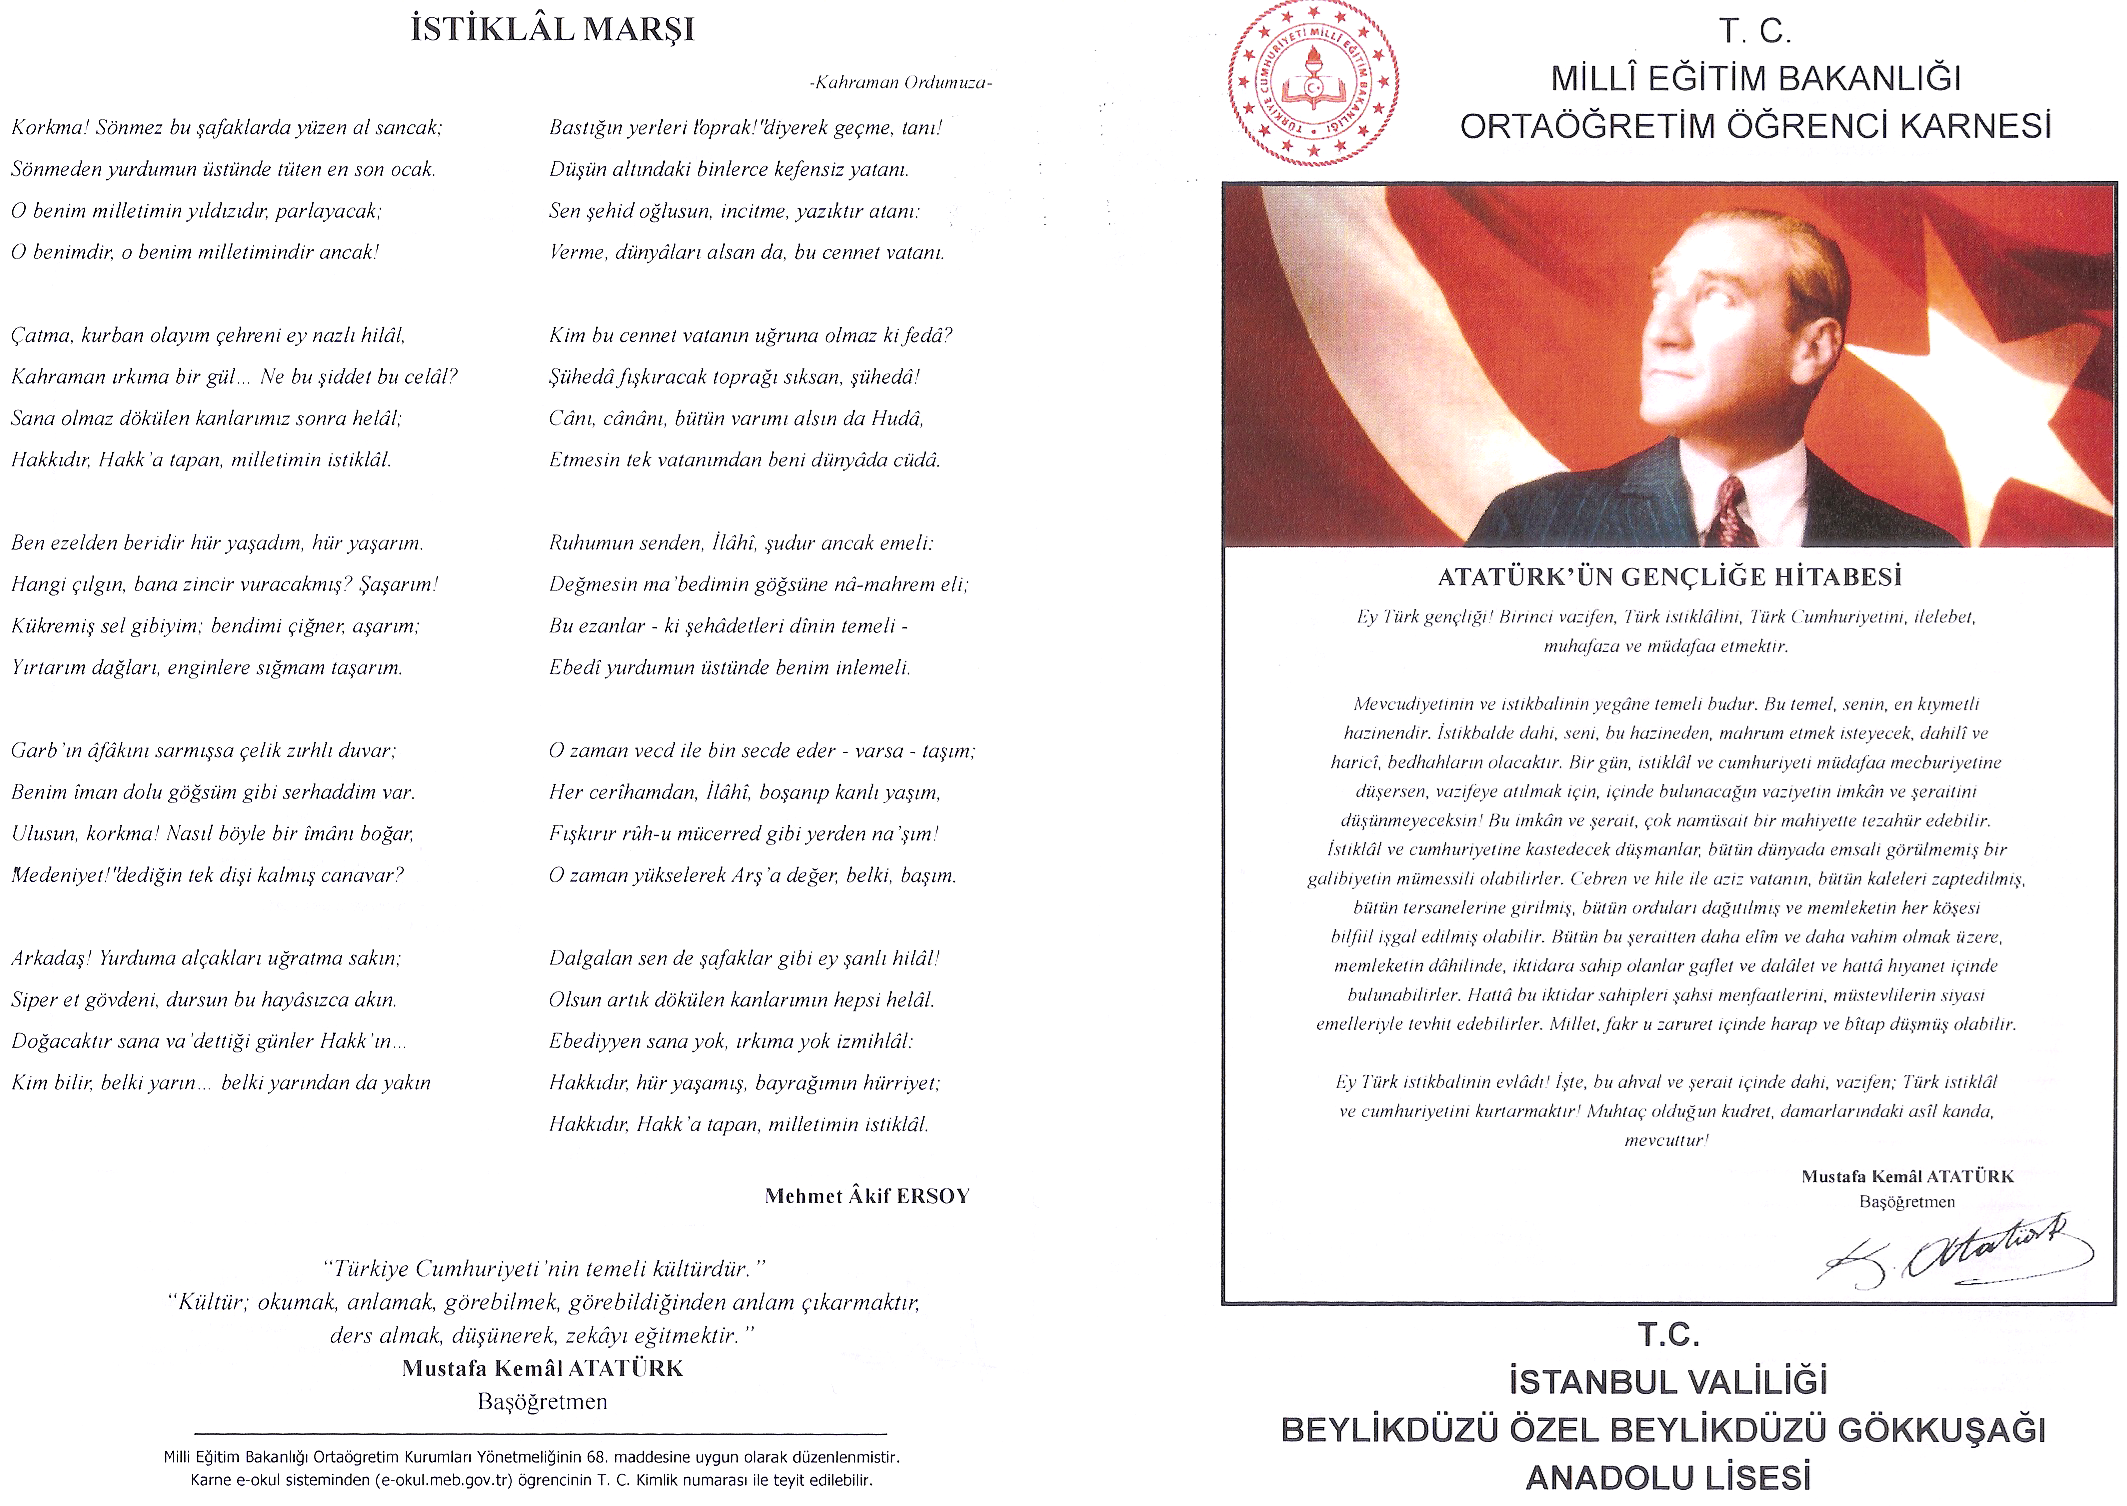 İSTİKLÂL MARŞI
-Kahraman Ordumuza-
Korkma! Sönmez bu şafaklarda yüzen al sancak;
Sönmeden yurdumun üstünde tüten en son ocak.
O benim milletimin yıldızıdır, parlayacak;
O benimdir, o benim milletimindir ancak!
Çatma, kurban olayım çehreni ey nazlı hilâl,
Kahraman ırkıma bir gül... Ne bu şiddet bu celâl?
Sana olmaz dökülen kanlarımız sonra helâl;
Hakkıdır, Hakk'a tapan, milletimin istiklâl.
Ben ezelden beridir hür yaşadım, hür yaşarım.
Hangi çılgın, bana zincir vuracakmış? Şaşarım!
Kükremiş sel gibiyim; bendimi çiğner, aşarım;
Yırtarım dağları, enginlere sığmam taşarım.
Garb'ın âfâkını sarmışsa çelik zırhlı duvar;
Benim îman dolu göğsüm gibi serhaddim var.
Ulusun, korkma! Nasıl böyle bir îmânı boğar,
"Medeniyet!"dediğin tek dişi kalmış canavar?
Arkadaş! Yurduma alçakları uğratma sakın;
Siper et gövdeni, dursun bu hayâsızca akın.
Doğacaktır sana va'dettiği günler Hakk'ın...
Kim bilir, belki yarın... belki yarından da yakın
Bastığın yerleri "toprak!"diyerek geçme, tanı!
Düşün altındaki binlerce kefensiz yatanı.
Sen şehid oğlusun, incitme, yazıktır atanı:
Verme, dünyâları alsan da, bu cennet vatanı.
Kim bu cennet vatanın uğruna olmaz ki fedâ?
Şühedâ fışkıracak toprağı sıksan, şühedâ!
Cânı, cânânı, bütün varımı alsın da Hudâ,
Etmesin tek vatanımdan beni dünyâda cüdâ.
Ruhumun senden, İlâhî, şudur ancak emeli:
Değmesin ma'bedimin göğsüne nâ-mahrem eli;
Bu ezanlar - ki şehâdetleri dînin temeli -
Ebedî yurdumun üstünde benim inlemeli.
O zaman vecd ile bin secde eder - varsa - taşım;
Her cerîhamdan, İlâhî, boşanıp kanlı yaşım,
Fışkırır rûh-u mücerred gibi yerden na'şım!
O zaman yükselerek Arş'a değer, belki, başım.
Dalgalan sen de şafaklar gibi ey şanlı hilâl!
Olsun artık dökülen kanlarımın hepsi helâl.
Ebediyyen sana yok, ırkıma yok izmihlâl:
Hakkıdır, hür yaşamış, bayrağımın hürriyet;
Hakkıdır, Hakk'a tapan, milletimin istiklâl.
Mehmet Âkif ERSOY
“Türkiye Cumhuriyeti'nin temeli kültürdür.”
“Kültür; okumak, anlamak, görebilmek, görebildiğinden anlam çıkarmaktır,
ders almak, düşünerek, zekâyı eğitmektir.”
Mustafa Kemâl ATATÜRK
Başöğretmen
Milli Eğitim Bakanlığı Ortaögretim Kurumları Yönetmeliğinin 68. maddesine uygun olarak düzenlenmistir.
Karne e-okul sisteminden (e-okul.meb.gov.tr) ögrencinin T. C. Kimlik numarası ile teyit edilebilir.
TÜRKİYE CUMHURİYETİ MİLLÎ EĞİTİM BAKANLIĞI
T. C.
MİLLÎ EĞİTİM BAKANLIĞI
ORTAÖĞRETİM ÖĞRENCİ KARNESİ
ATATÜRK’ÜN GENÇLİĞE HİTABESİ
Ey Türk gençliği! Birinci vazifen, Türk istiklâlini, Türk Cumhuriyetini, ilelebet,
muhafaza ve müdafaa etmektir.
Mevcudiyetinin ve istikbalinin yegâne temeli budur. Bu temel, senin, en kıymetli
hazinendir. İstikbalde dahi, seni, bu hazineden, mahrum etmek isteyecek, dahilî ve
haricî, bedhahların olacaktır. Bir gün, istiklâl ve cumhuriyeti müdafaa mecburiyetine
düşersen, vazifeye atılmak için, içinde bulunacağın vaziyetin imkân ve şeraitini
düşünmeyeceksin! Bu imkân ve şerait, çok namüsait bir mahiyette tezahür edebilir.
İstiklâl ve cumhuriyetine kastedecek düşmanlar, bütün dünyada emsali görülmemiş bir
galibiyetin mümessili olabilirler. Cebren ve hile ile aziz vatanın, bütün kaleleri zaptedilmiş,
bütün tersanelerine girilmiş, bütün orduları dağıtılmış ve memleketin her köşesi
bilfiil işgal edilmiş olabilir. Bütün bu şeraitten daha elîm ve daha vahim olmak üzere,
memleketin dâhilinde, iktidara sahip olanlar gaflet ve dalâlet ve hattâ hıyanet içinde
bulunabilirler. Hattâ bu iktidar sahipleri şahsi menfaatlerini, müstevlilerin siyasi
emelleriyle tevhit edebilirler. Millet, fakr u zaruret içinde harap ve bîtap düşmüş olabilir.
Ey Türk istikbalinin evlâdı! İşte, bu ahval ve şerait içinde dahi, vazifen; Türk istiklâl
ve cumhuriyetini kurtarmaktır! Muhtaç olduğun kudret, damarlarındaki asîl kanda,
mevcuttur!
Mustafa Kemâl ATATÜRK
Başöğretmen
K. Atatürk
T.C.
İSTANBUL VALİLİĞİ
BEYLİKDÜZÜ ÖZEL BEYLİKDÜZÜ GÖKKUŞAĞI
ANADOLU LİSESİ